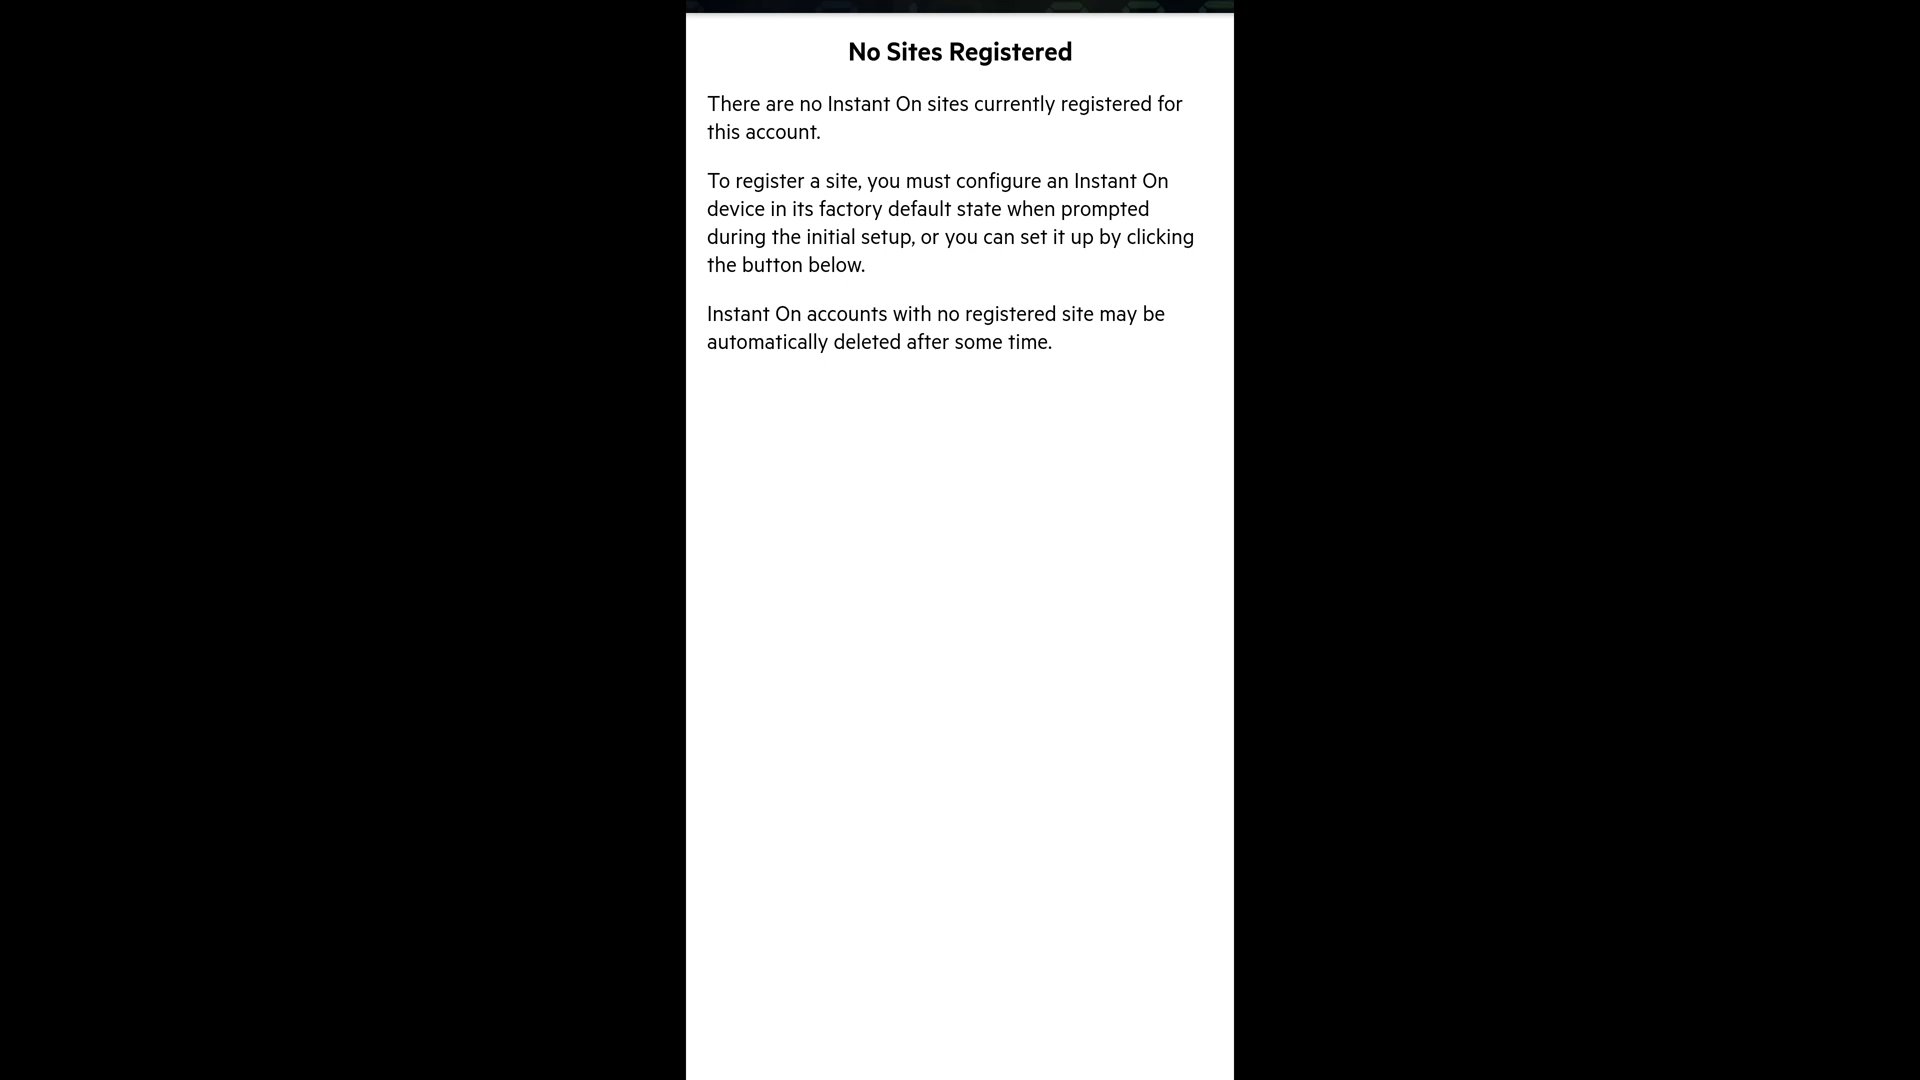 No Sites Registered
There are no Instant On sites currently registered for
this account.
To register a site, you must configure an Instant On
device in its factory default state when prompted
during the initial setup, or you can set it up by clicking
the button below.
Instant On accounts with no registered site may be
automatically deleted after some time.